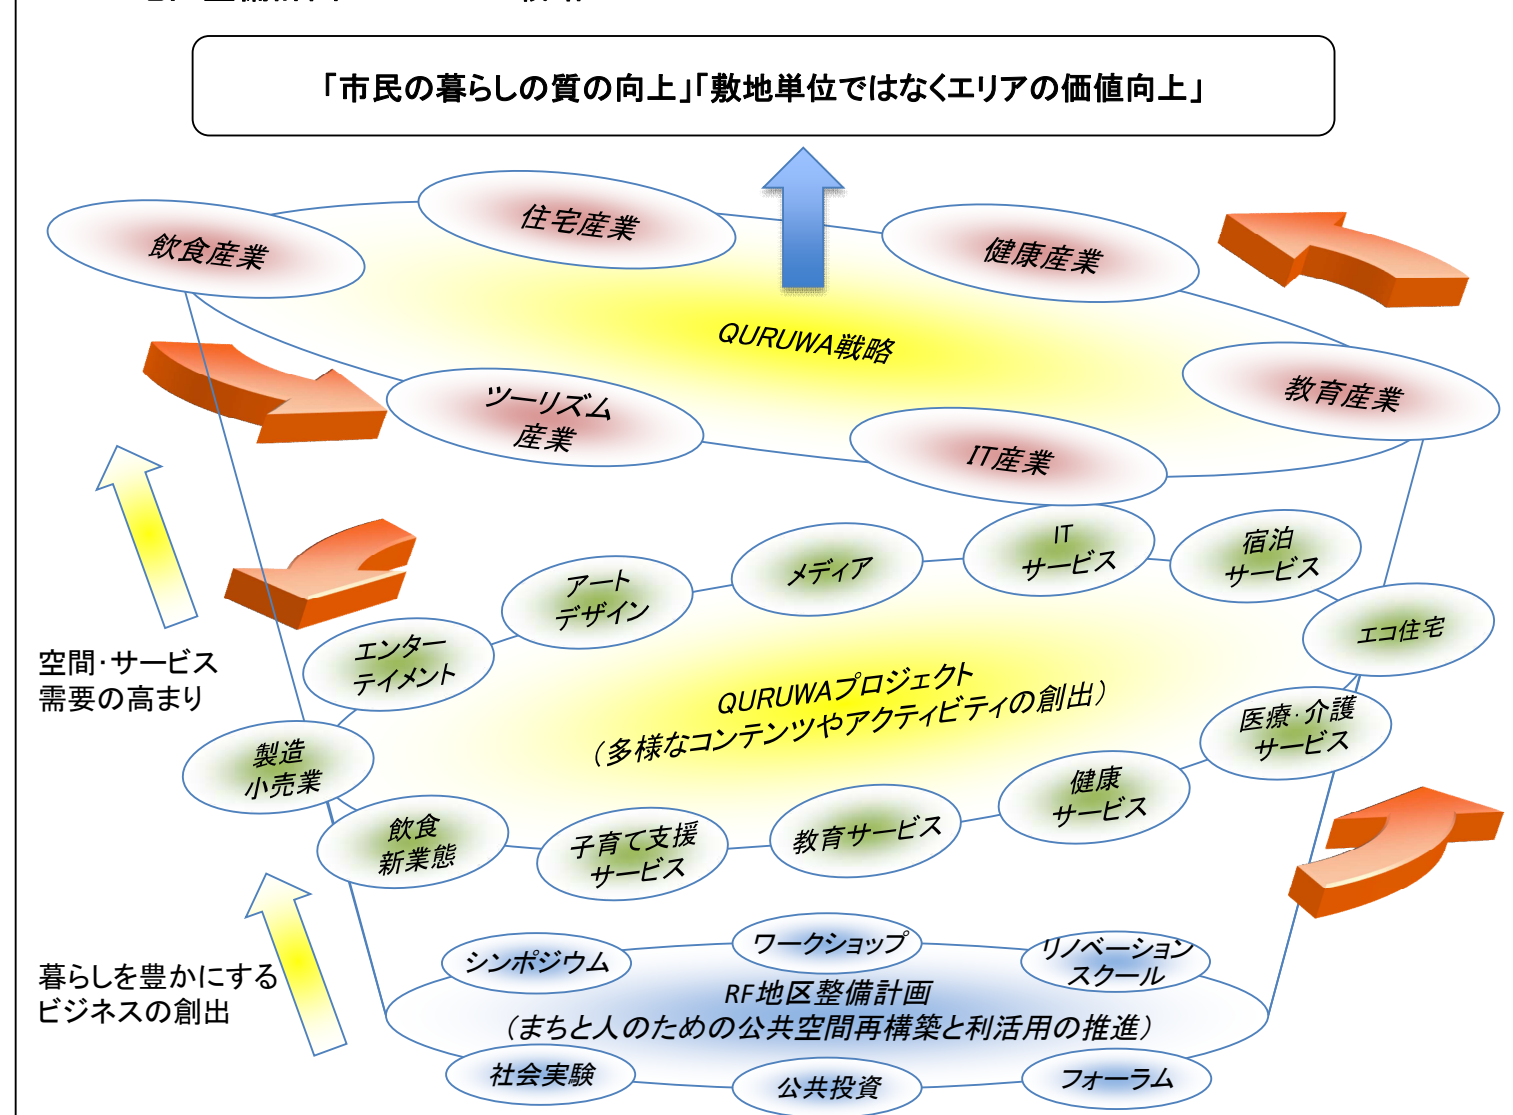 「市民の暮らしの質の向上」「敷地単位ではなくエリアの価値向上」
飲食産業
住宅産業
健康産業
QURUWA戦略
教育産業
ツーリズム
産業
IT産業
空間・サービス
需要の高まり
エンター
テイメント
アート
デザイン
メディア
IT
サービス
宿泊
サービス
エコ住宅
QURUWAプロジェクト
（多様なコンテンツやアクティビティの創出）
製造
小売業
飲食
新業態
子育て支援
サービス
教育サービス
健康
サービス
医療・介護
サービス
暮らしを豊かにする
ビジネスの創出
シンポジウム
ワークショップ
リノベーション
スクール
RF地区整備計画
（まちと人のための公共空間再構築と利活用の推進）
社会実験
公共投資
フォーラム